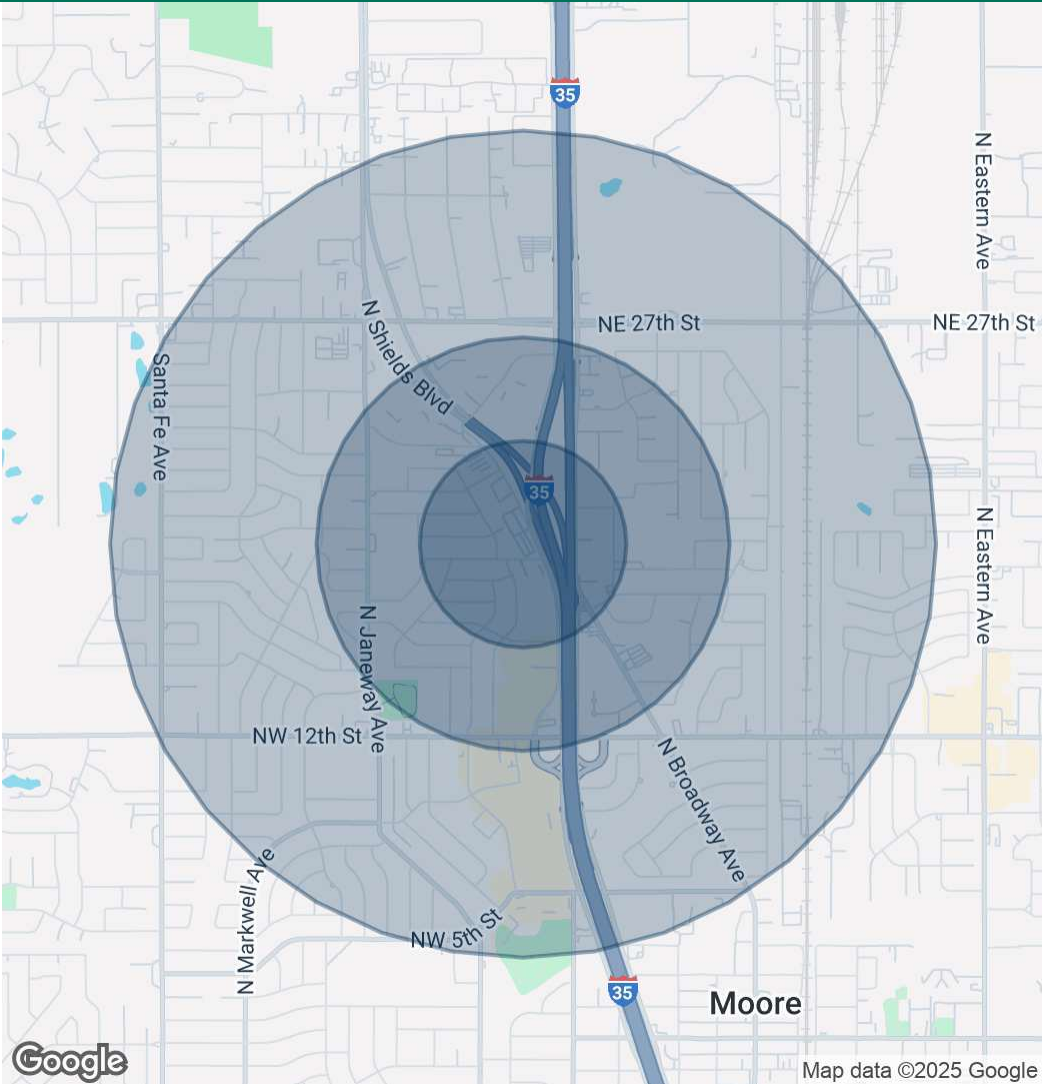 35
N Eastern Ave
NE 27th St
NE 27th St
N Shields Blvd
Santa Fe Ave
35
N Eastern Ave
N Janeway Ave
NW 12th St
N Broadway Ave
N Markwell Ave
NW 5th St
35
Moore
Google
Map data ©2025 Google